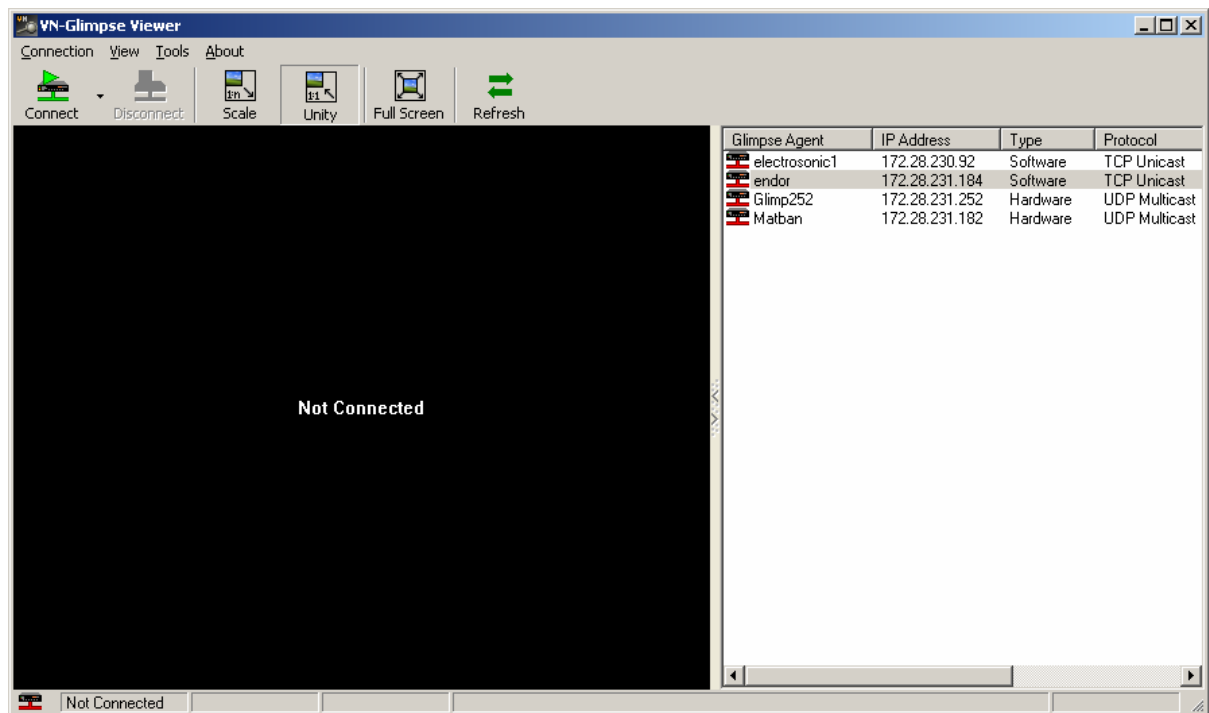 VN-Glimpse Viewer
Connection View Tools About
Connect Disconnect Scale Unity Full Screen Refresh
Glimpse Agent IP Address Type Protocol
electrosonic1 172.28.230.92 Software TCP Unicast
endor 172.28.231.184 Software TCP Unicast
Glimp252 172.28.231.252 Hardware UDP Multicast
Matban 172.28.231.182 Hardware UDP Multicast
Not Connected
Not Connected